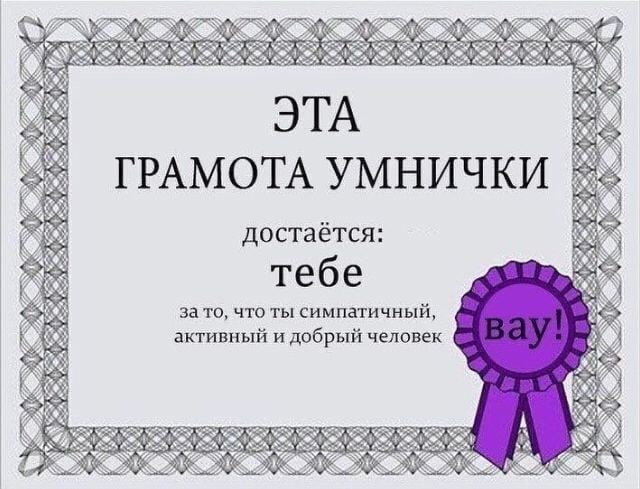 ЭТА
ГРАМОТА УМНИЧКИ
достаётся:
тебе
за то, что ты симпатичный,
активный и добрый человек
вау!